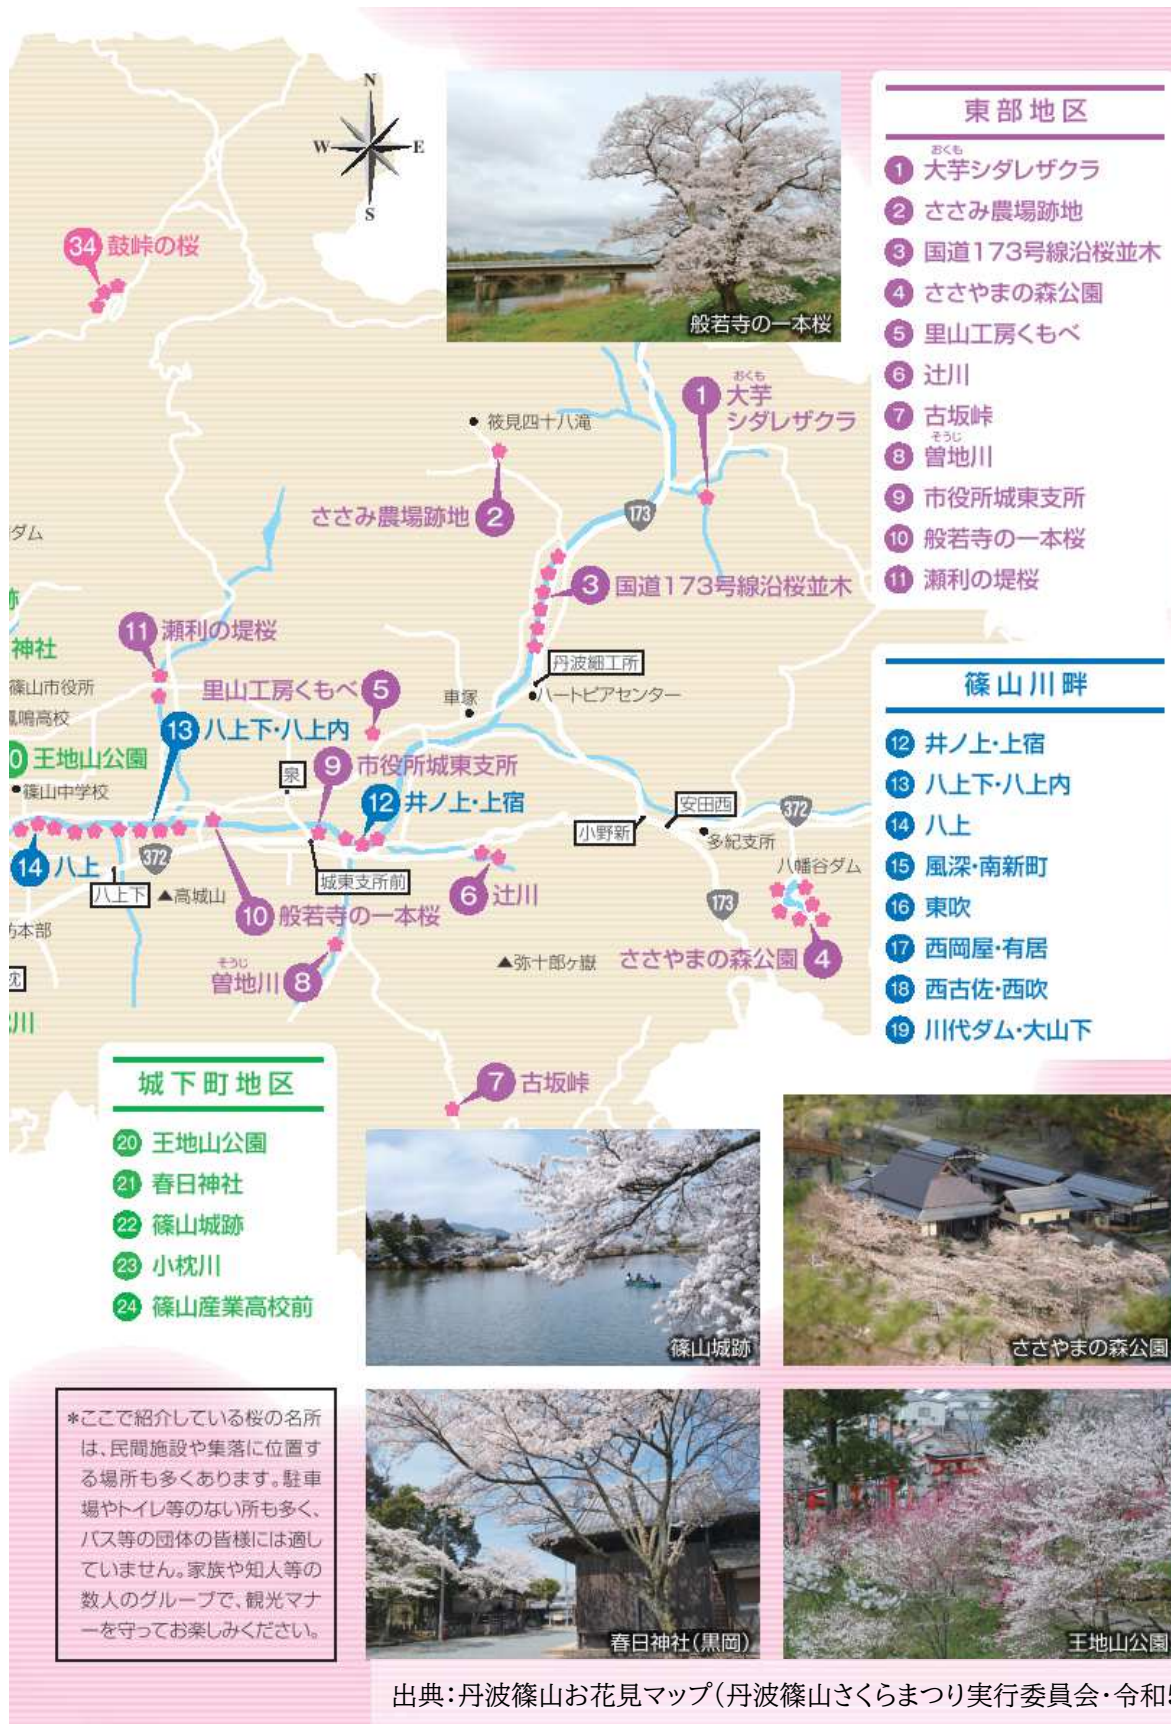 N
W
E
S
34 鼓峠の桜
般若寺の一本桜
おくも
1 大芋
シダレザクラ
筱見四十八滝
ささみ農場跡地 2
173
ダム
3 国道173号線沿桜並木
11 瀬利の堤桜
神社
丹波細工所
篠山市役所
里山工房くもべ 5
車塚
ハートピアセンター
鳳鳴高校
13 八上下・八上内
0 王地山公園
泉
9 市役所城東支所
篠山中学校
12 井ノ上・上宿
安田西
372
小野新
多紀支所
14 八上
372
八幡谷ダム
八上下
▲高城山
城東支所前
6 辻川
173
10 般若寺の一本桜
本部
そうじ
曽地川 8
▲弥十郎ヶ嶽
ささやまの森公園 4
川
7 古坂峠
東部地区
おくも
1 大芋シダレザクラ
2 ささみ農場跡地
3 国道173号線沿桜並木
4 ささやまの森公園
5 里山工房くもべ
6 辻川
7 古坂峠
そうじ
8 曽地川
9 市役所城東支所
10 般若寺の一本桜
11 瀬利の堤桜
篠山川畔
12 井ノ上・上宿
13 八上下・八上内
14 八上
15 風深・南新町
16 東吹
17 西岡屋・有居
18 西古佐・西吹
19 川代ダム・大山下
城下町地区
20 王地山公園
21 春日神社
22 篠山城跡
23 小枕川
24 篠山産業高校前
篠山城跡
ささやまの森公園
*ここで紹介している桜の名所
は、民間施設や集落に位置す
る場所も多くあります。駐車
場やトイレ等のない所も多く、
バス等の団体の皆様には適し
ていません。家族や知人等の
数人のグループで、観光マナ
ーを守ってお楽しみください。
春日神社(黒岡)
王地山公園
出典：丹波篠山お花見マップ(丹波篠山さくらまつり実行委員会・令和5